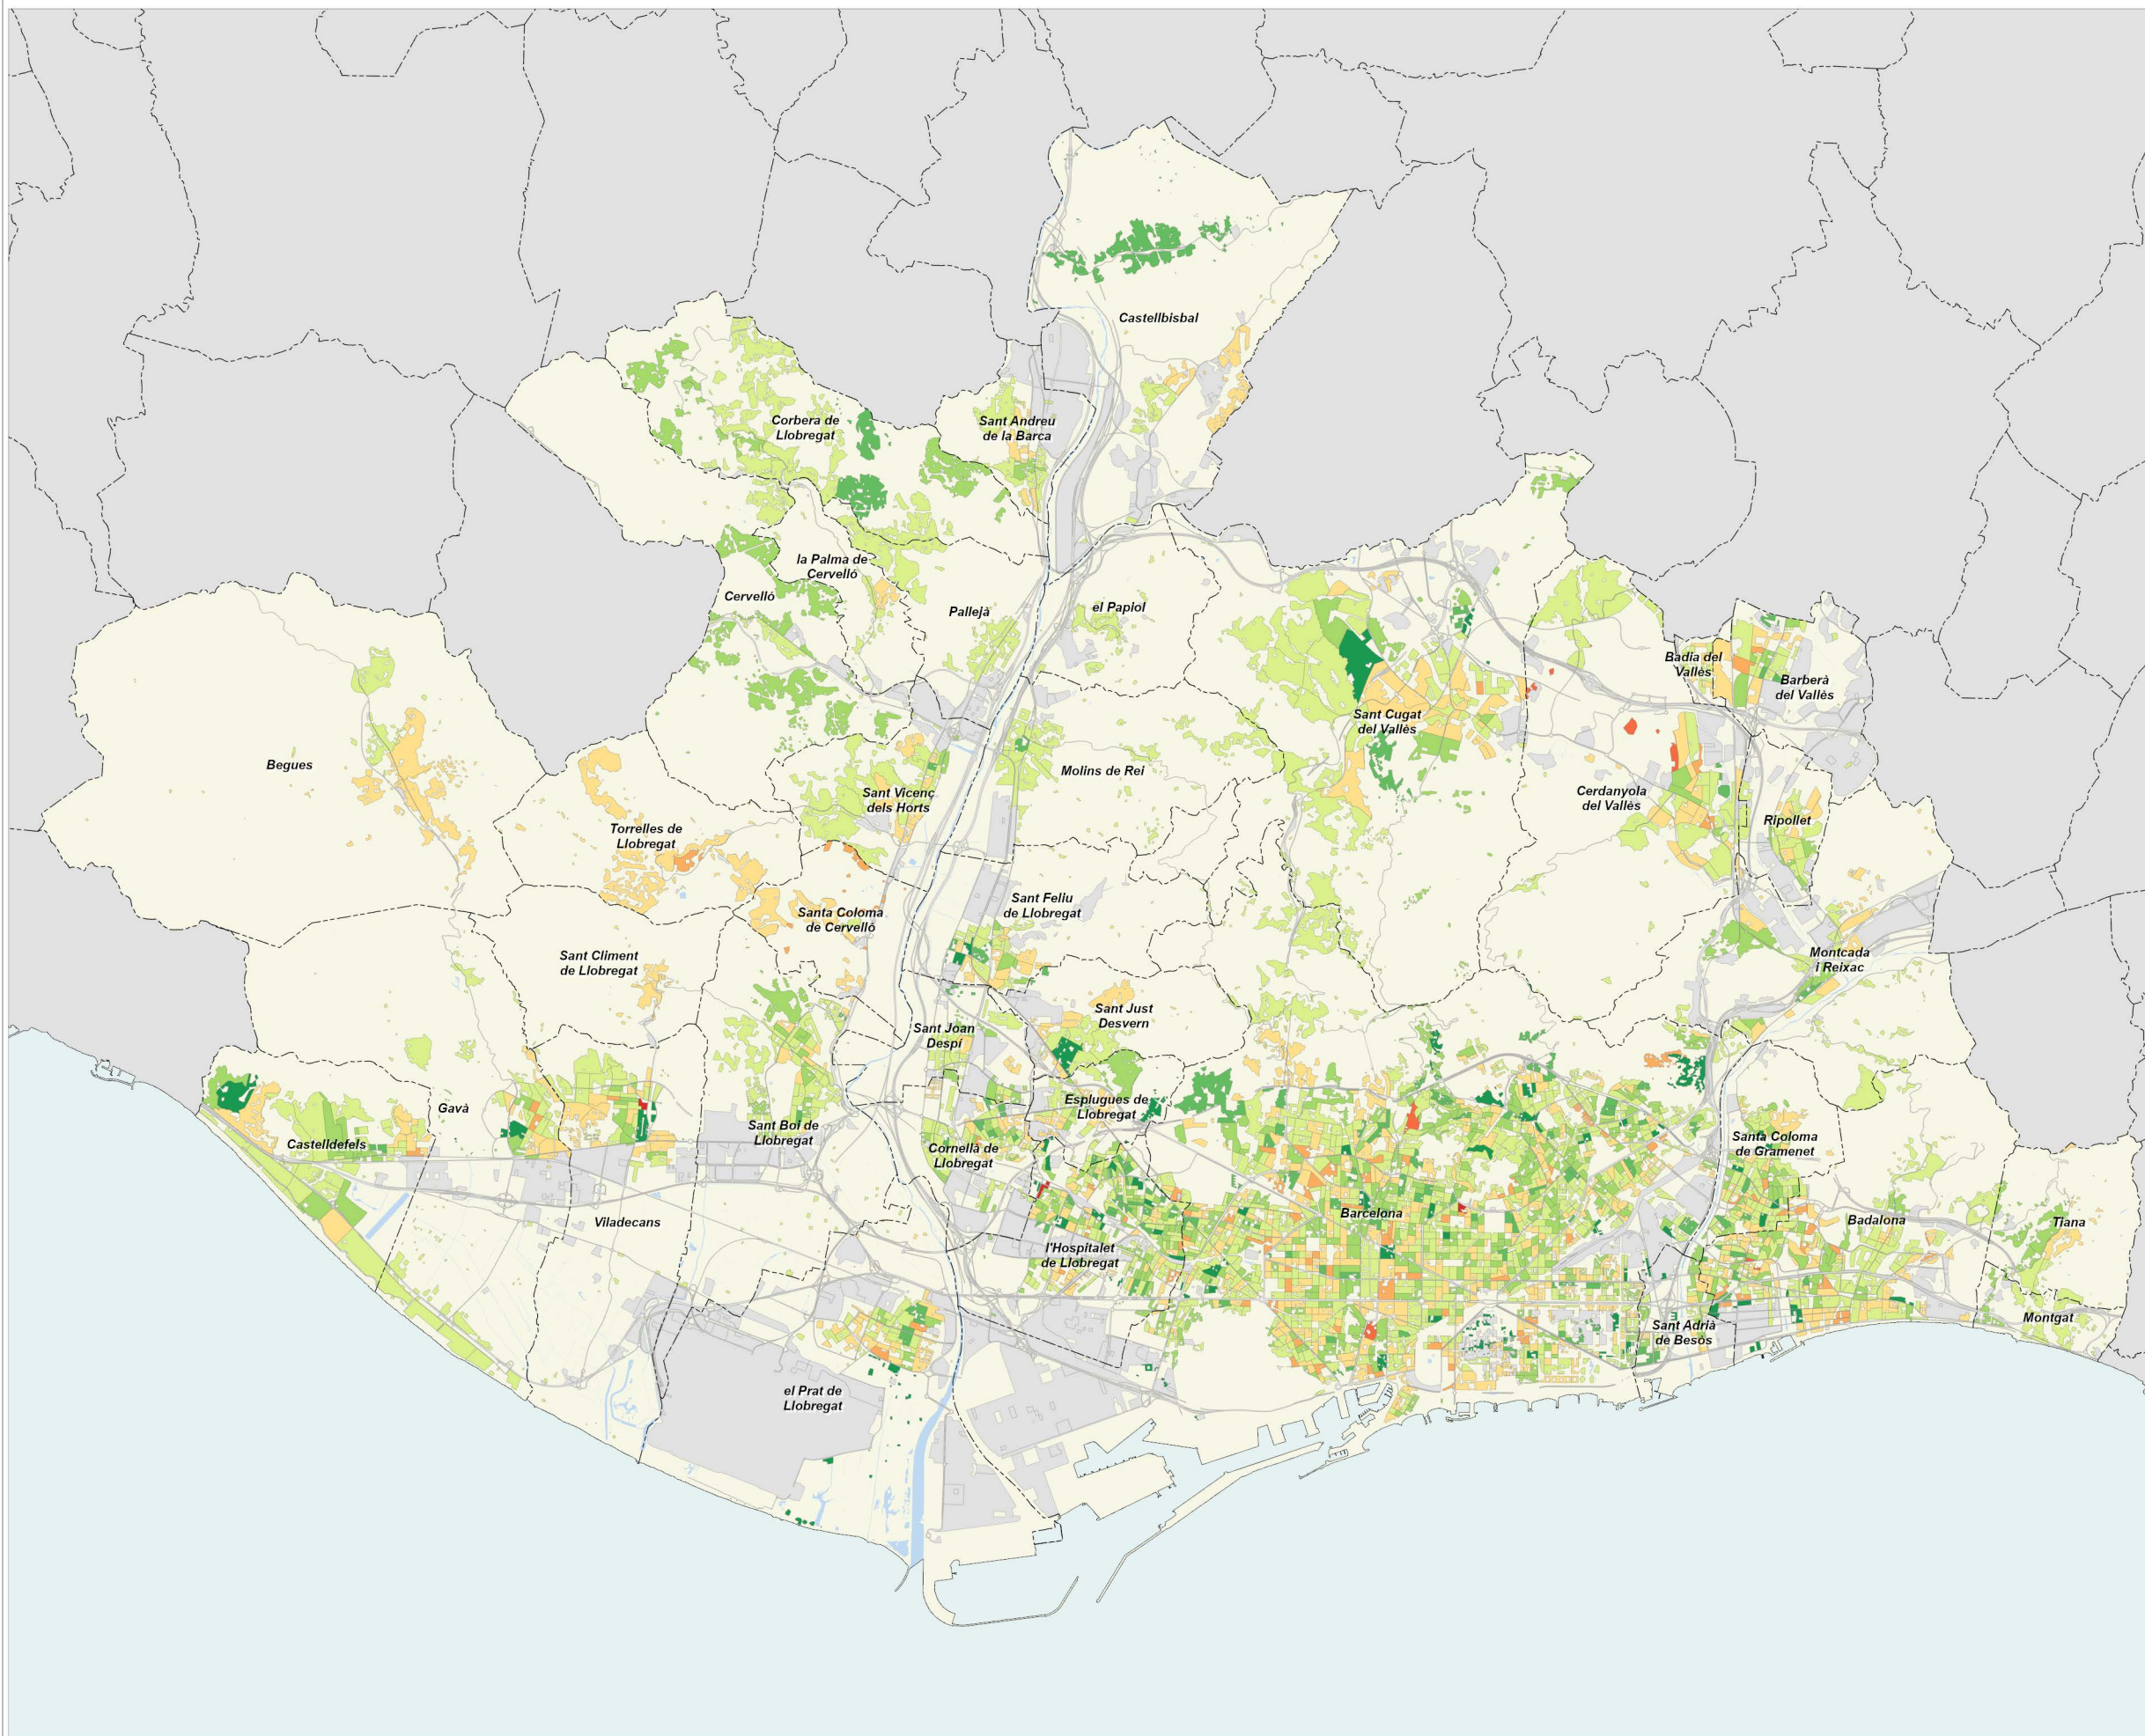 Castellbisbal
Corbera de
Llobregat
Sant Andreu
de la Barca
la Palma de
Cervelló
Cervelló
Pallejà
el Papiol
Badia del
Vallès
Barberà
del Vallès
Sant Cugat
del Vallès
Begues
Molins de Rei
Sant Vicenç
dels Horts
Cerdanyola
del Vallès
Ripollet
Torrelles de
Llobregat
Santa Coloma
de Cervelló
Sant Feliu
de Llobregat
Sant Climent
de Llobregat
Montcada
i Reixac
Sant Just
Desvern
Sant Joan
Despí
Gavà
Esplugues de
Llobregat
Castelldefels
Sant Boi de
Llobregat
Cornellà de
Llobregat
Santa Coloma
de Gramenet
Viladecans
Barcelona
Badalona
Tiana
l'Hospitalet
de Llobregat
Montgat
Sant Adrià
de Besòs
el Prat de
Llobregat